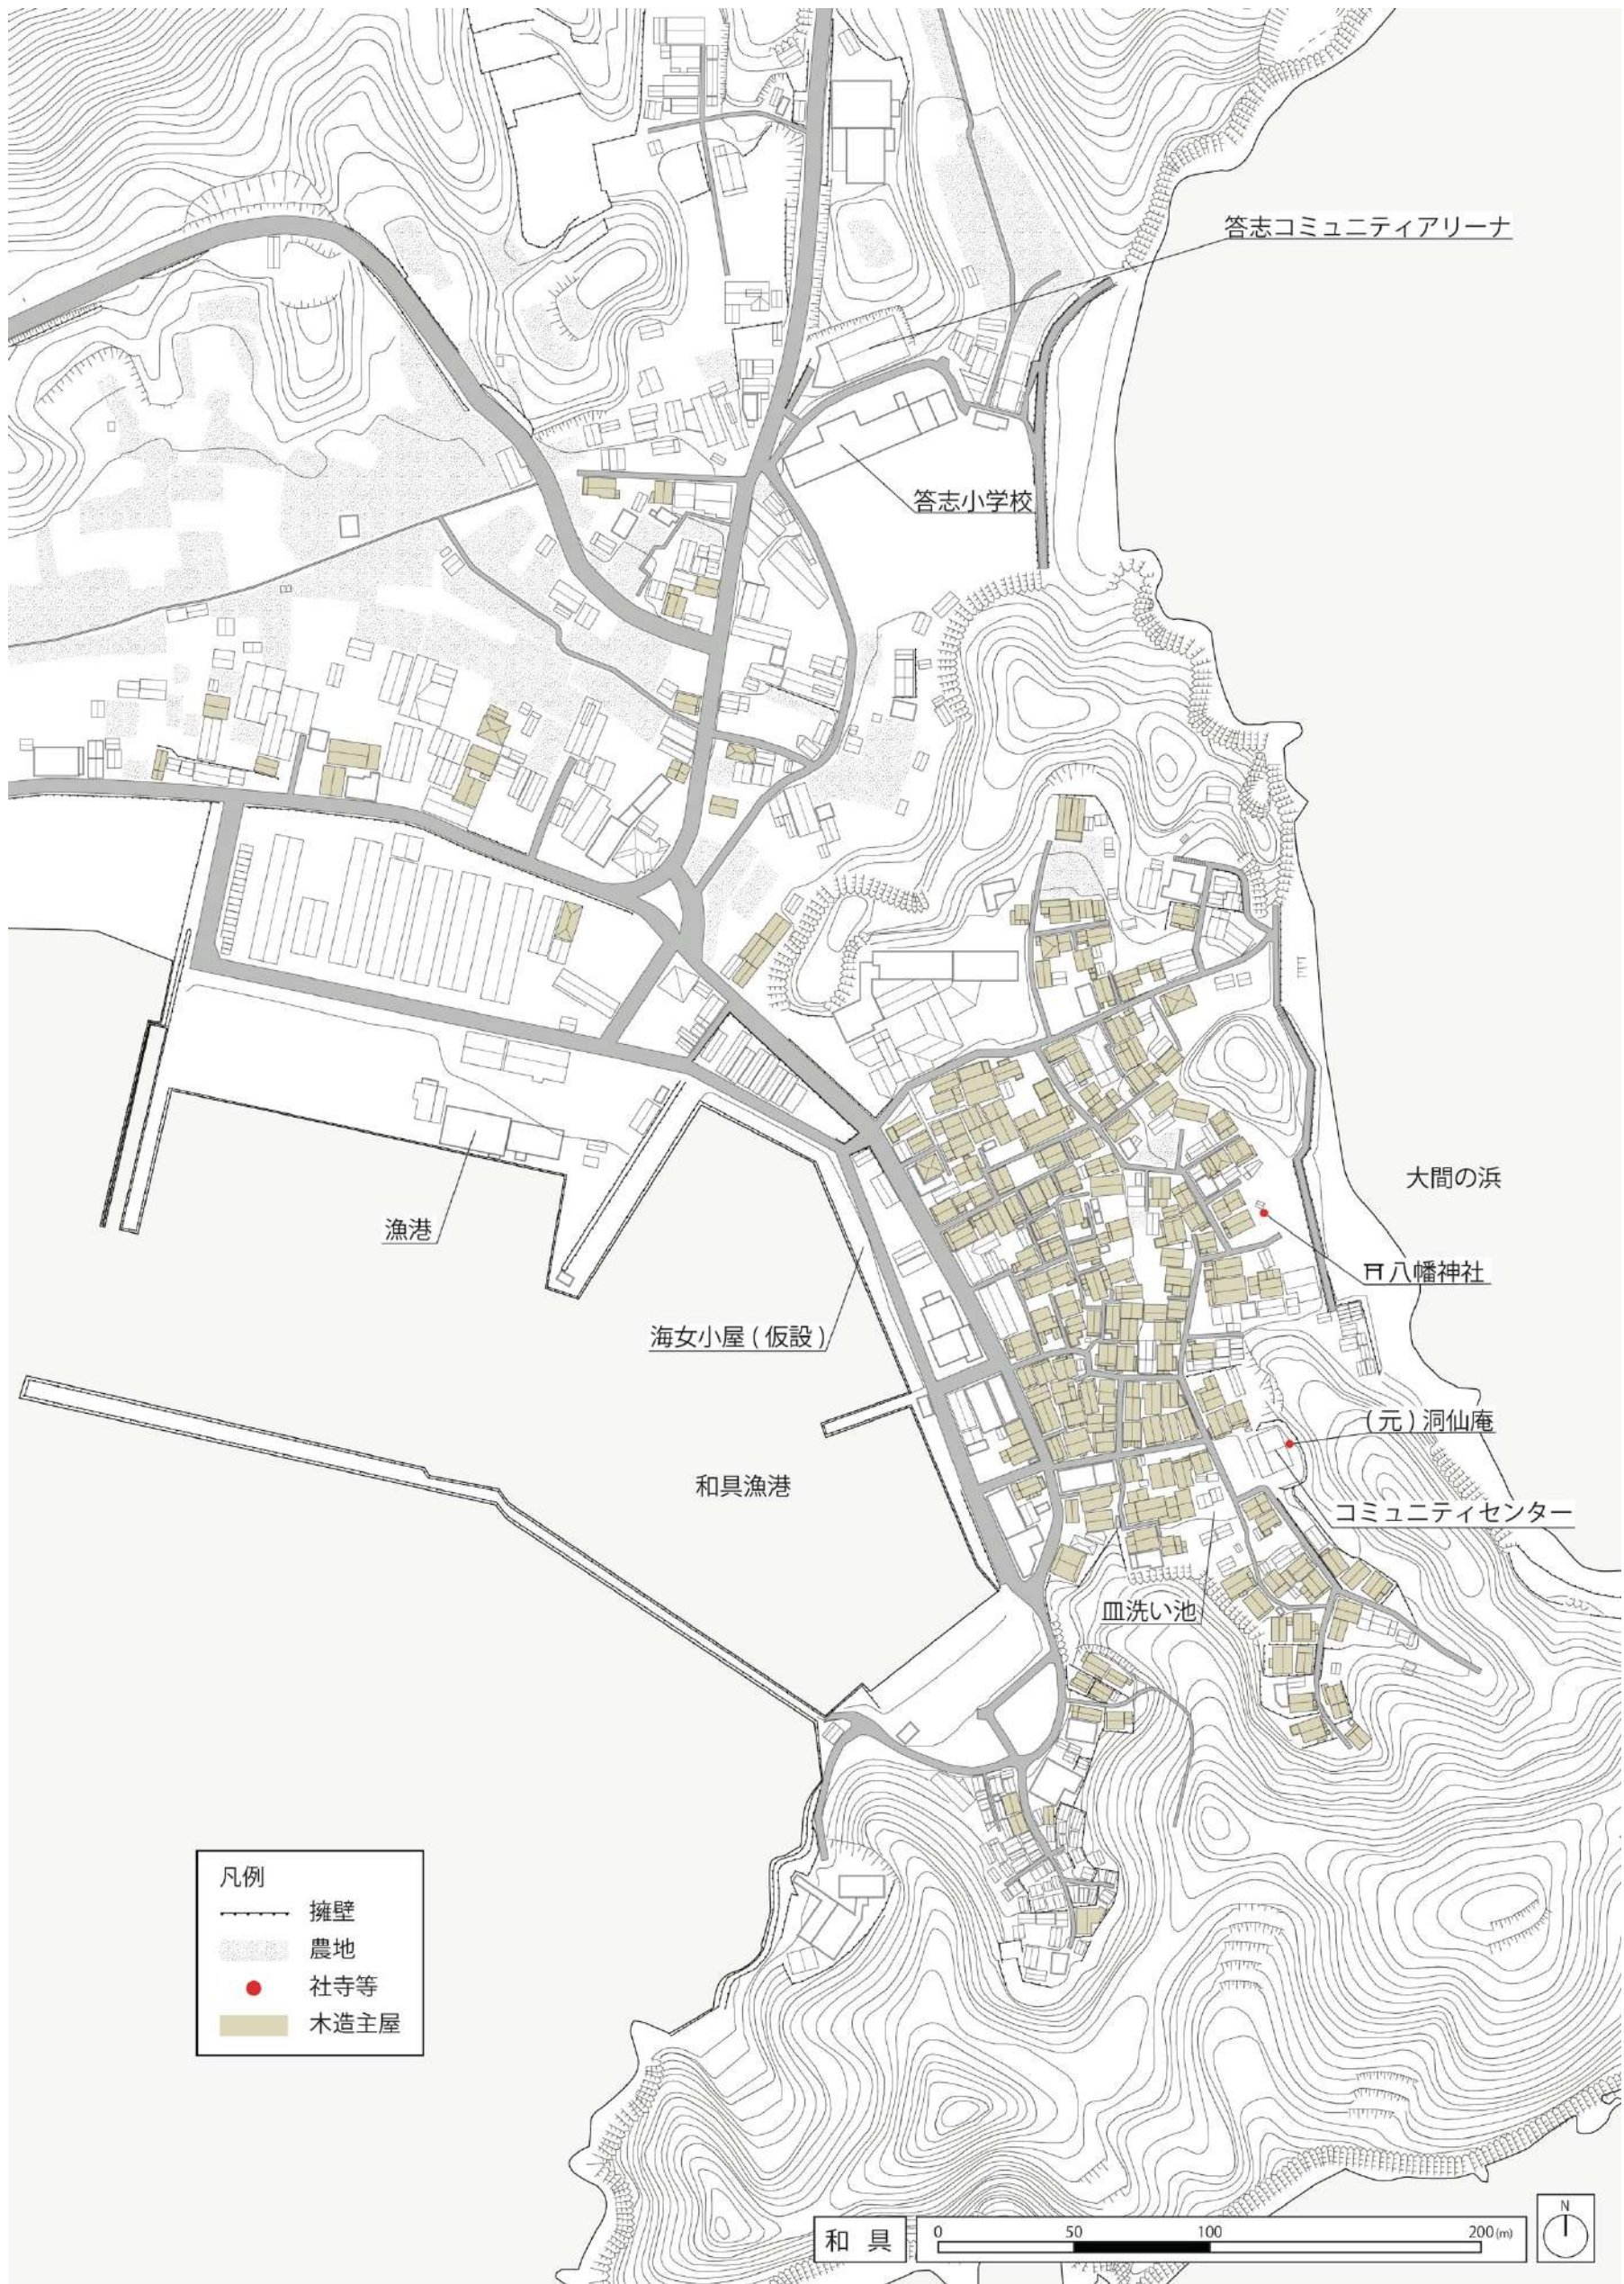 答志コミュニティアリーナ
答志小学校
大間の浜
漁港
八幡神社
海女小屋(仮設)
(元)洞仙庵
和具漁港
コミュニティセンター
皿洗い池
凡例
擁壁
農地
社寺等
木造主屋
和 具
0 50 100 200(m)
N